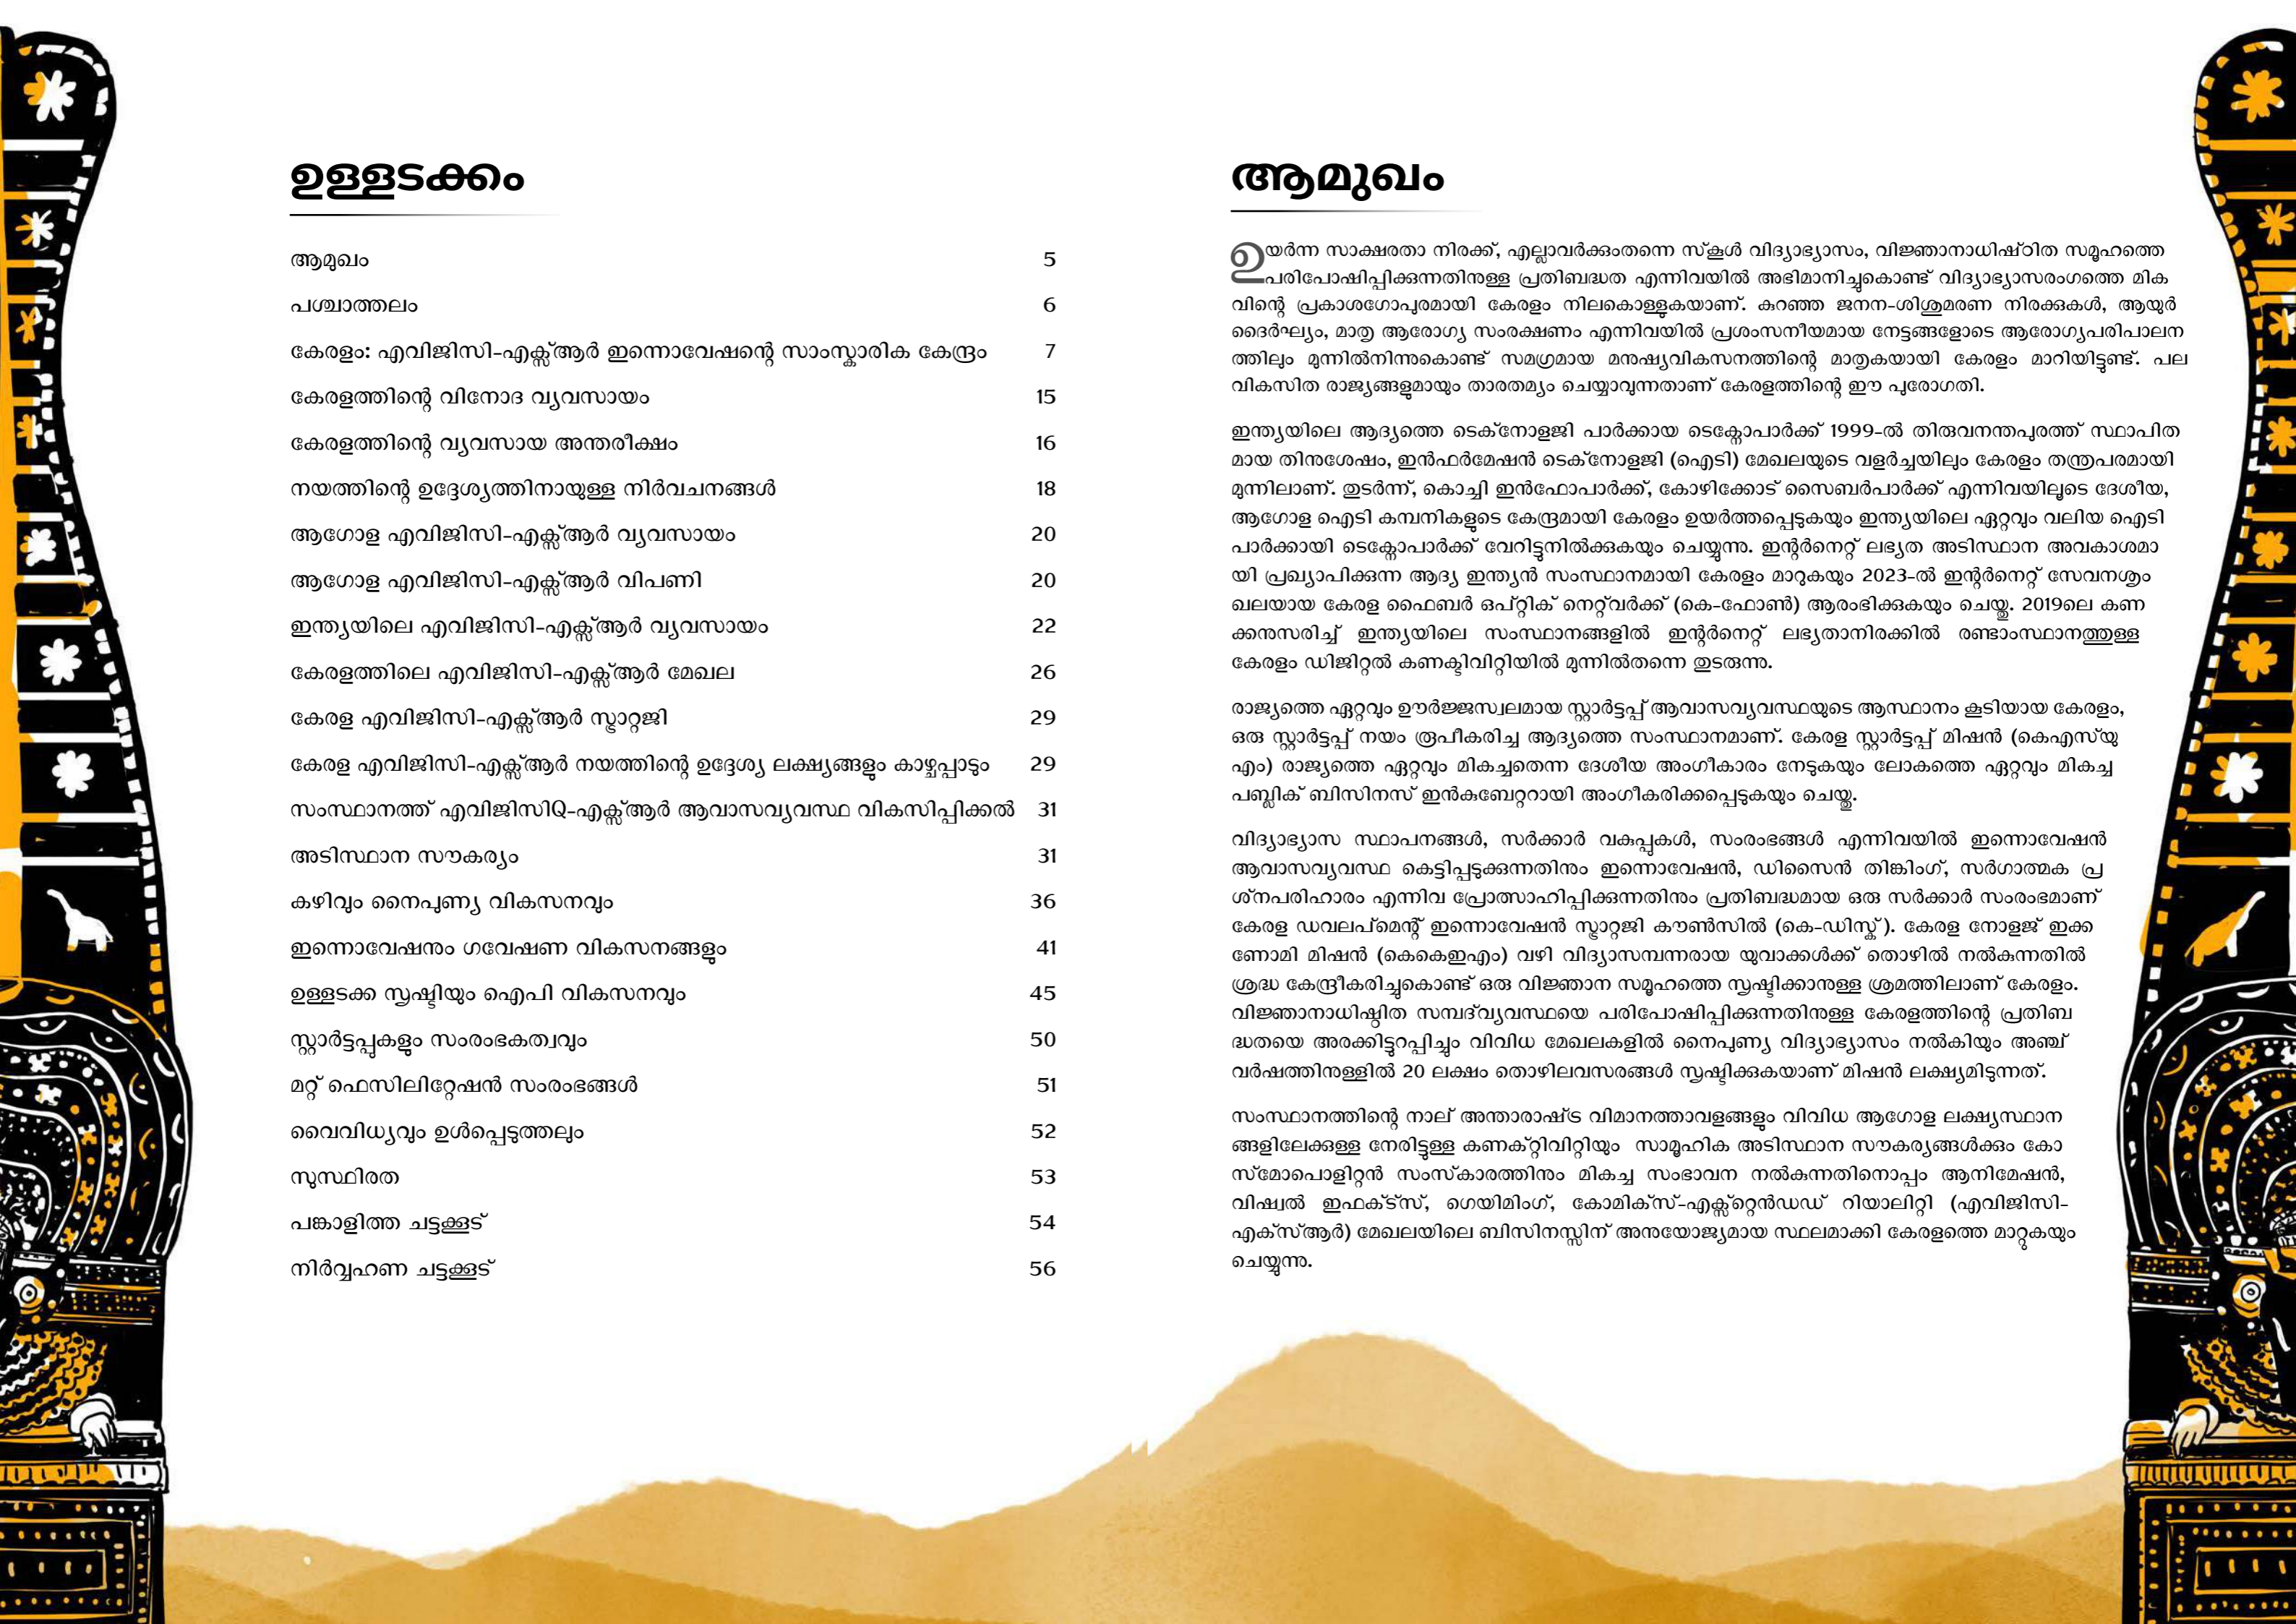 ഉള്ളടക്കം
ആമുഖം 5
പശ്ചാത്തലം 6
കേരളം: എവിജിസി-എക്സ്ആർ ഇന്നൊവേഷന്റെ സാംസ്കാരിക കേന്ദ്രം 7
കേരളത്തിന്റെ വിനോദ വ്യവസായം 15
കേരളത്തിന്റെ വ്യവസായ അന്തരീക്ഷം 16
നയത്തിന്റെ ഉദ്ദേശ്യത്തിനായുള്ള നിർവചനങ്ങൾ 18
ആഗോള എവിജിസി-എക്സ്ആർ വ്യവസായം 20
ആഗോള എവിജിസി-എക്സ്ആർ വിപണി 20
ഇന്ത്യയിലെ എവിജിസി-എക്സ്ആർ വ്യവസായം 22
കേരളത്തിലെ എവിജിസി-എക്സ്ആർ മേഖല 26
കേരള എവിജിസി-എക്സ്ആർ സ്ട്രാറ്റജി 29
കേരള എവിജിസി-എക്സ്ആർ നയത്തിന്റെ ഉദ്ദേശ്യ ലക്ഷ്യങ്ങളും കാഴ്ചപ്പാടും 29
സംസ്ഥാനത്ത് എവിജിസിQ-എക്സ്ആർ ആവാസവ്യവസ്ഥ വികസിപ്പിക്കൽ 31
അടിസ്ഥാന സൗകര്യം 31
കഴിവും നൈപുണ്യ വികസനവും 36
ഇന്നൊവേഷനും ഗവേഷണ വികസനങ്ങളും 41
ഉള്ളടക്ക സൃഷ്ടിയും ഐപി വികസനവും 45
സ്റ്റാർട്ടപ്പുകളും സംരംഭകത്വവും 50
മറ്റ് ഫെസിലിറ്റേഷൻ സംരംഭങ്ങൾ 51
വൈവിധ്യവും ഉൾപ്പെടുത്തലും 52
സുസ്ഥിരത 53
പങ്കാളിത്ത ചട്ടക്കൂട് 54
നിർവ്വഹണ ചട്ടക്കൂട് 56
ആമുഖം
ഉയർന്ന സാക്ഷരതാ നിരക്ക്, എല്ലാവർക്കുംതന്നെ സ്കൂൾ വിദ്യാഭ്യാസം, വിജ്ഞാനാധിഷ്ഠിത സമൂഹത്തെ
പരിപോഷിപ്പിക്കുന്നതിനുള്ള പ്രതിബദ്ധത എന്നിവയിൽ അഭിമാനിച്ചുകൊണ്ട് വിദ്യാഭ്യാസരംഗത്തെ മിക
വിന്റെ പ്രകാശഗോപുരമായി കേരളം നിലകൊള്ളുകയാണ്. കുറഞ്ഞ ജനന-ശിശുമരണ നിരക്കുകൾ, ആയുർ
ദൈർഘ്യം, മാതൃ ആരോഗ്യ സംരക്ഷണം എന്നിവയിൽ പ്രശംസനീയമായ നേട്ടങ്ങളോടെ ആരോഗ്യപരിപാലന
ത്തിലും മുന്നിൽനിന്നുകൊണ്ട് സമഗ്രമായ മനുഷ്യവികസനത്തിന്റെ മാതൃകയായി കേരളം മാറിയിട്ടുണ്ട്. പല
വികസിത രാജ്യങ്ങളുമായും താരതമ്യം ചെയ്യാവുന്നതാണ് കേരളത്തിന്റെ ഈ പുരോഗതി.
ഇന്ത്യയിലെ ആദ്യത്തെ ടെക്നോളജി പാർക്കായ ടെക്നോപാർക്ക് 1999-ൽ തിരുവനന്തപുരത്ത് സ്ഥാപിത
മായ തിനുശേഷം, ഇൻഫർമേഷൻ ടെക്നോളജി (ഐടി) മേഖലയുടെ വളർച്ചയിലും കേരളം തന്ത്രപരമായി
മുന്നിലാണ്. തുടർന്ന്, കൊച്ചി ഇൻഫോപാർക്ക്, കോഴിക്കോട് സൈബർപാർക്ക് എന്നിവയിലൂടെ ദേശീയ,
ആഗോള ഐടി കമ്പനികളുടെ കേന്ദ്രമായി കേരളം ഉയർത്തപ്പെടുകയും ഇന്ത്യയിലെ ഏറ്റവും വലിയ ഐടി
പാർക്കായി ടെക്നോപാർക്ക് വേറിട്ടുനിൽക്കുകയും ചെയ്യുന്നു. ഇന്റർനെറ്റ് ലഭ്യത അടിസ്ഥാന അവകാശമാ
യി പ്രഖ്യാപിക്കുന്ന ആദ്യ ഇന്ത്യൻ സംസ്ഥാനമായി കേരളം മാറുകയും 2023-ൽ ഇന്റർനെറ്റ് സേവനശൃം
ഖലയായ കേരള ഫൈബർ ഒപ്റ്റിക് നെറ്റ്‌വർക്ക് (കെ-ഫോൺ) ആരംഭിക്കുകയും ചെയ്തു. 2019ലെ കണ
ക്കനുസരിച്ച് ഇന്ത്യയിലെ സംസ്ഥാനങ്ങളിൽ ഇന്റർനെറ്റ് ലഭ്യതാനിരക്കിൽ രണ്ടാംസ്ഥാനത്തുള്ള
കേരളം ഡിജിറ്റൽ കണക്ടിവിറ്റിയിൽ മുന്നിൽതന്നെ തുടരുന്നു.
രാജ്യത്തെ ഏറ്റവും ഊർജ്ജസ്വലമായ സ്റ്റാർട്ടപ്പ് ആവാസവ്യവസ്ഥയുടെ ആസ്ഥാനം കൂടിയായ കേരളം,
ഒരു സ്റ്റാർട്ടപ്പ് നയം രൂപീകരിച്ച ആദ്യത്തെ സംസ്ഥാനമാണ്. കേരള സ്റ്റാർട്ടപ്പ് മിഷൻ (കെഎസ്‌യു
എം) രാജ്യത്തെ ഏറ്റവും മികച്ചതെന്ന ദേശീയ അംഗീകാരം നേടുകയും ലോകത്തെ ഏറ്റവും മികച്ച
പബ്ലിക് ബിസിനസ് ഇൻകുബേറ്ററായി അംഗീകരിക്കപ്പെടുകയും ചെയ്തു.
വിദ്യാഭ്യാസ സ്ഥാപനങ്ങൾ, സർക്കാർ വകുപ്പുകൾ, സംരംഭങ്ങൾ എന്നിവയിൽ ഇന്നൊവേഷൻ
ആവാസവ്യവസ്ഥ കെട്ടിപ്പടുക്കുന്നതിനും ഇന്നൊവേഷൻ, ഡിസൈൻ തിങ്കിംഗ്, സർഗാത്മക പ്ര
ശ്നപരിഹാരം എന്നിവ പ്രോത്സാഹിപ്പിക്കുന്നതിനും പ്രതിബദ്ധമായ ഒരു സർക്കാർ സംരംഭമാണ്
കേരള ഡവലപ്മെന്റ് ഇന്നൊവേഷൻ സ്ട്രാറ്റജി കൗൺസിൽ (കെ-ഡിസ്ക്). കേരള നോളജ് ഇക്ക
ണോമി മിഷൻ (കെകെഇഎം) വഴി വിദ്യാസമ്പന്നരായ യുവാക്കൾക്ക് തൊഴിൽ നൽകുന്നതിൽ
ശ്രദ്ധ കേന്ദ്രീകരിച്ചുകൊണ്ട് ഒരു വിജ്ഞാന സമൂഹത്തെ സൃഷ്ടിക്കാനുള്ള ശ്രമത്തിലാണ് കേരളം.
വിജ്ഞാനാധിഷ്ഠിത സമ്പദ്‌വ്യവസ്ഥയെ പരിപോഷിപ്പിക്കുന്നതിനുള്ള കേരളത്തിന്റെ പ്രതിബ
ദ്ധതയെ അരക്കിട്ടുറപ്പിച്ചും വിവിധ മേഖലകളിൽ നൈപുണ്യ വിദ്യാഭ്യാസം നൽകിയും അഞ്ച്
വർഷത്തിനുള്ളിൽ 20 ലക്ഷം തൊഴിലവസരങ്ങൾ സൃഷ്ടിക്കുകയാണ് മിഷൻ ലക്ഷ്യമിടുന്നത്.
സംസ്ഥാനത്തിന്റെ നാല് അന്താരാഷ്ട്ര വിമാനത്താവളങ്ങളും വിവിധ ആഗോള ലക്ഷ്യസ്ഥാന
ങ്ങളിലേക്കുള്ള നേരിട്ടുള്ള കണക്റ്റിവിറ്റിയും സാമൂഹിക അടിസ്ഥാന സൗകര്യങ്ങൾക്കും കോ
സ്മോപൊളിറ്റൻ സംസ്കാരത്തിനും മികച്ച സംഭാവന നൽകുന്നതിനൊപ്പം ആനിമേഷൻ,
വിഷ്വൽ ഇഫക്ട്സ്, ഗെയിമിംഗ്, കോമിക്സ്-എക്സ്റ്റെൻഡഡ് റിയാലിറ്റി (എവിജിസി-
എക്സ്ആർ) മേഖലയിലെ ബിസിനസ്സിന് അനുയോജ്യമായ സ്ഥലമാക്കി കേരളത്തെ മാറ്റുകയും
ചെയ്യുന്നു.